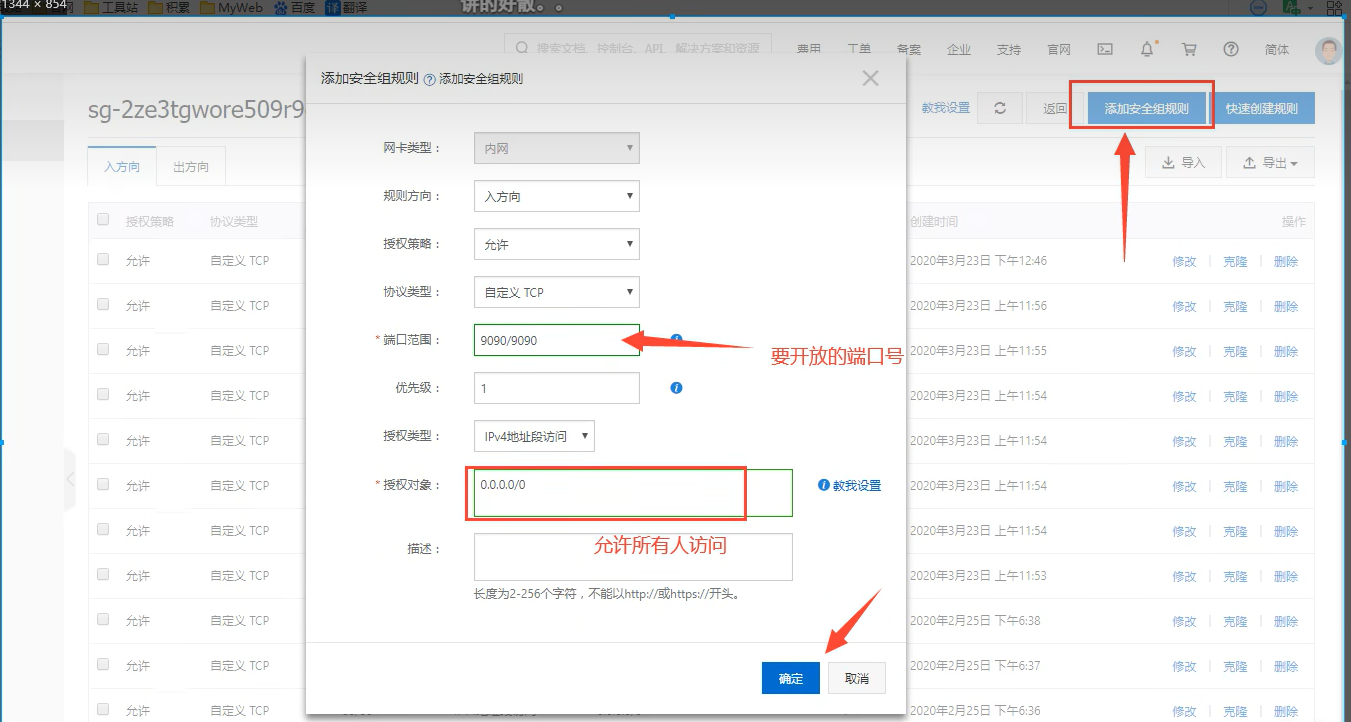 1344 × 854
工具站 积累 MyWeb 百度 译 翻译
讲的好散。。
搜索文档、控制台、API、解决方案和资源 费用 工单 备案 企业 支持 官网 简体
添加安全组规则 添加安全组规则
sg-2ze3tgwore509r9 教我设置 返回 添加安全组规则 快速创建规则
入方向 出方向 导入 导出
授权策略 协议类型 创建时间 操作
允许 自定义 TCP 2020年3月23日 下午12:46 修改 克隆 删除
允许 自定义 TCP 2020年3月23日 上午11:56 修改 克隆 删除
允许 自定义 TCP 2020年3月23日 上午11:55 修改 克隆 删除
允许 自定义 TCP 2020年3月23日 上午11:54 修改 克隆 删除
允许 自定义 TCP 2020年3月23日 上午11:54 修改 克隆 删除
允许 自定义 TCP 2020年3月23日 上午11:54 修改 克隆 删除
允许 自定义 TCP 2020年3月23日 上午11:54 修改 克隆 删除
允许 自定义 TCP 2020年3月23日 上午11:53 修改 克隆 删除
允许 自定义 TCP 2020年2月25日 下午6:38 修改 克隆 删除
允许 自定义 TCP 2020年2月25日 下午6:37 修改 克隆 删除
允许 自定义 TCP 2020年2月25日 下午6:36 修改 克隆 删除
网卡类型： 内网
规则方向： 入方向
授权策略： 允许
协议类型： 自定义 TCP
* 端口范围： 9090/9090
要开放的端口号
优先级： 1
授权类型： IPv4地址段访问
* 授权对象： 0.0.0.0/0 教我设置
允许所有人访问
描述：
长度为2-256个字符，不能以http://或https://开头。
确定 取消